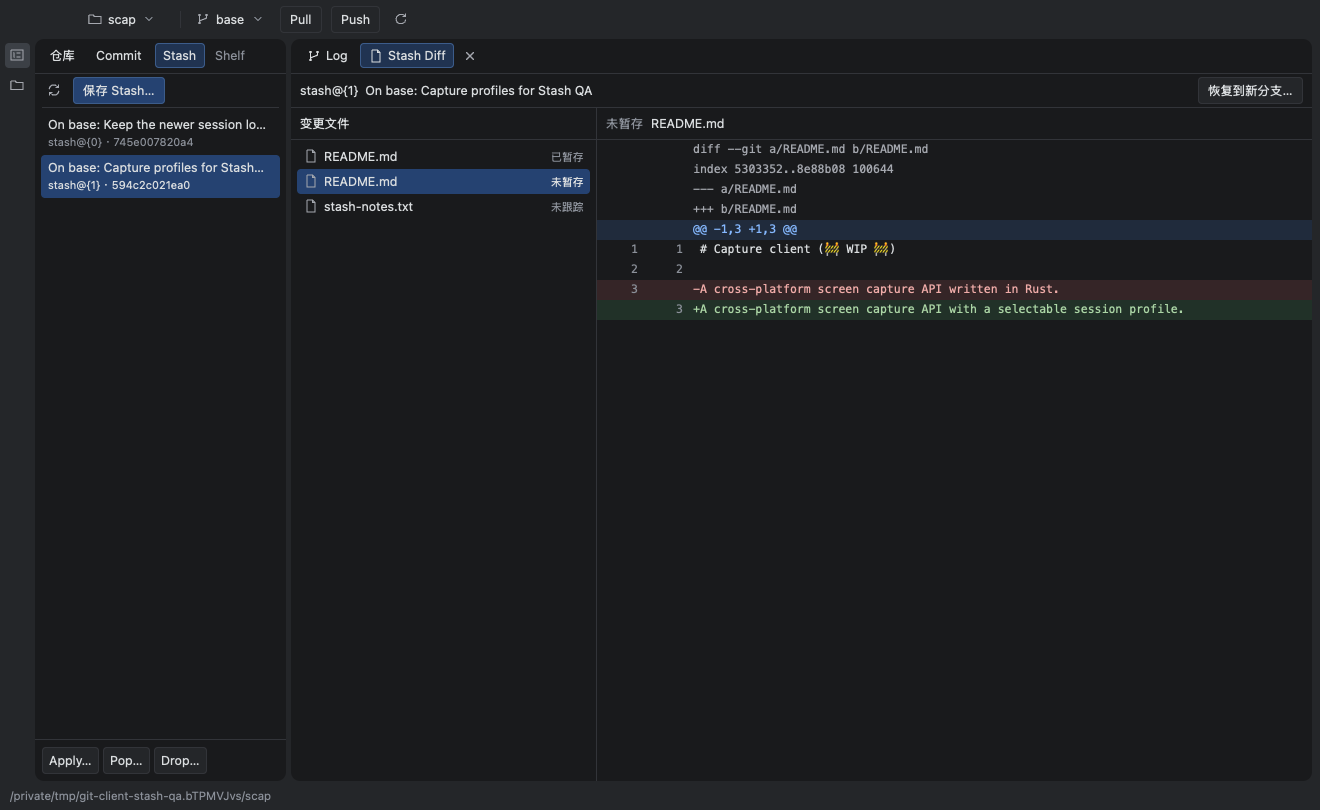 scap base Pull Push
仓库 Commit Stash Shelf
保存 Stash...
On base: Keep the newer session lo...
stash@{0} · 745e007820a4
On base: Capture profiles for Stash...
stash@{1} · 594c2c021ea0
Apply... Pop... Drop...
Log Stash Diff
stash@{1} On base: Capture profiles for Stash QA
恢复到新分支...
变更文件
README.md 已暂存
README.md 未暂存
stash-notes.txt 未跟踪
未暂存 README.md
diff --git a/README.md b/README.md
index 5303352..8e88b08 100644
--- a/README.md
+++ b/README.md
@@ -1,3 +1,3 @@
1 1 # Capture client (🚧 WIP 🚧)
2 2
3 -A cross-platform screen capture API written in Rust.
3 +A cross-platform screen capture API with a selectable session profile.
/private/tmp/git-client-stash-qa.bTPMVJvs/scap